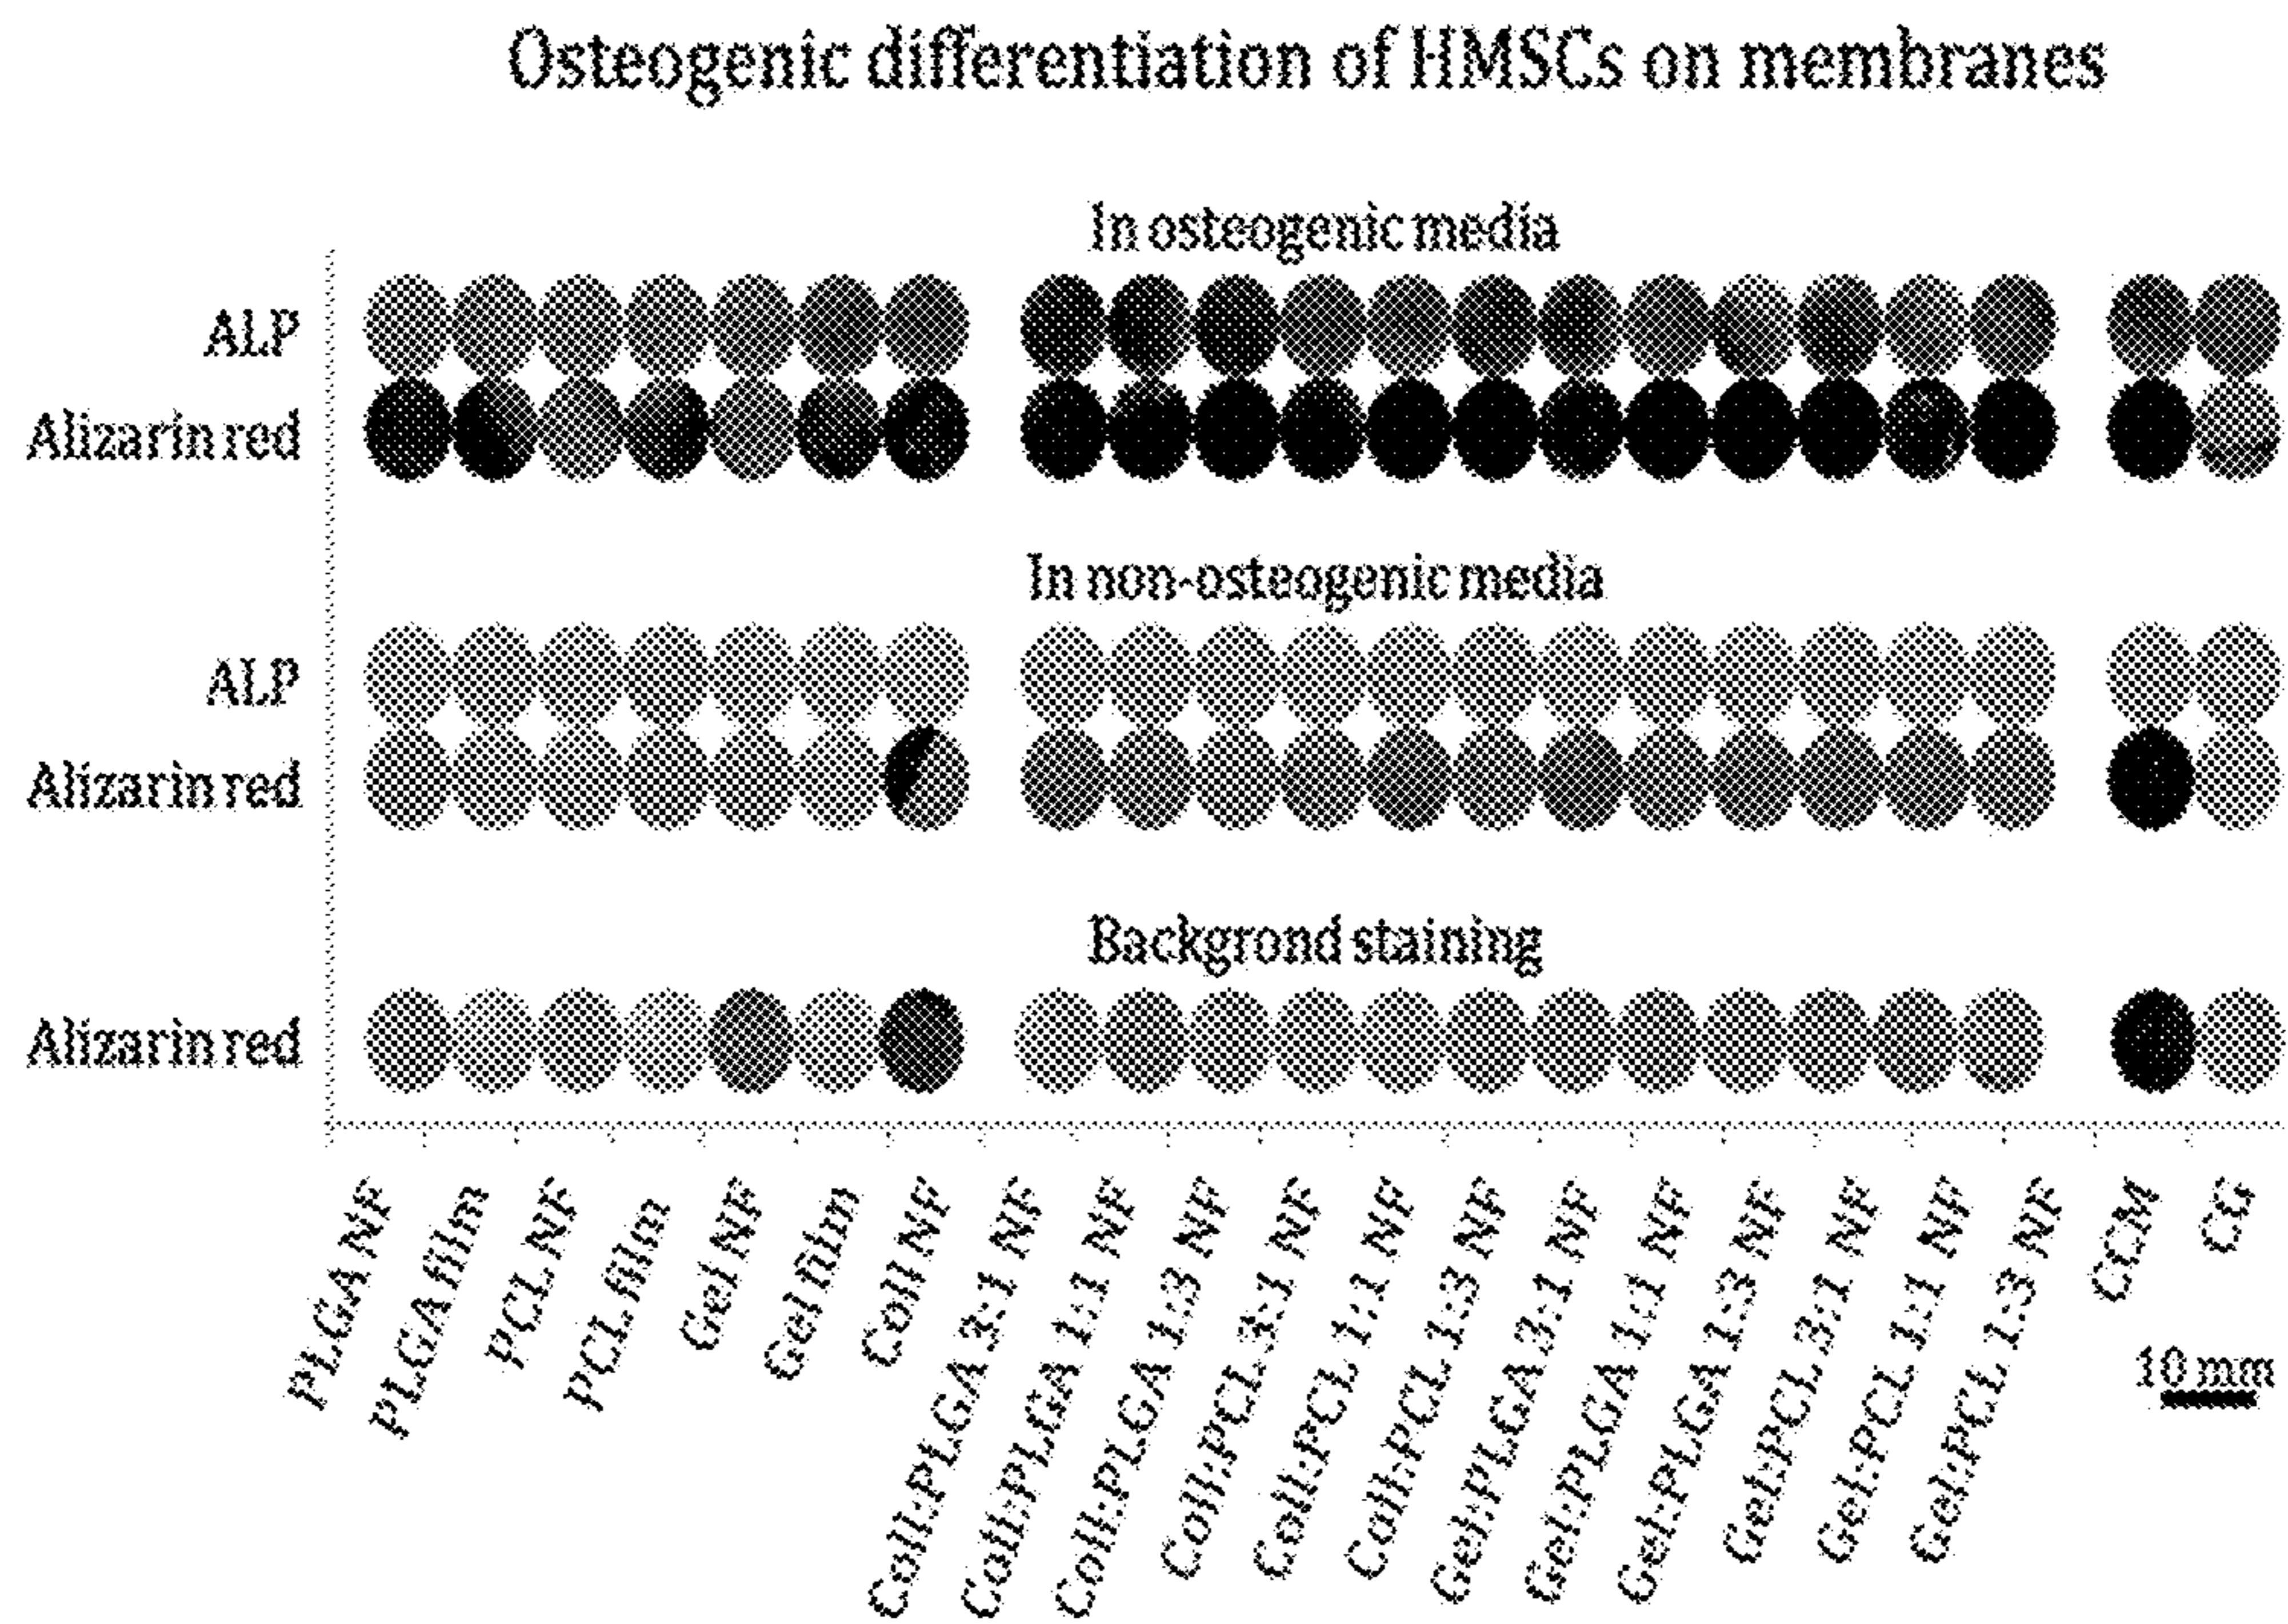 Osteogenic differentiation of HMSCs on membranes
In osteogenic media
ALP
Alizarin red
In non-osteogenic media
ALP
Alizarin red
Backgrond staining
Alizarin red
PLGA NF
PLGA film
PCL NF
PCL film
Gel NF
Gel film
Coll NF
Coll:PLGA 3:1 NF
Coll:PLGA 1:1 NF
Coll:PLGA 1:3 NF
Coll:PCL 3:1 NF
Coll:PCL 1:1 NF
Coll:PCL 1:3 NF
Gel:PLGA 3:1 NF
Gel:PLGA 1:1 NF
Gel:PLGA 1:3 NF
Gel:PCL 3:1 NF
Gel:PCL 1:1 NF
Gel:PCL 1:3 NF
CCM
CG
10 mm